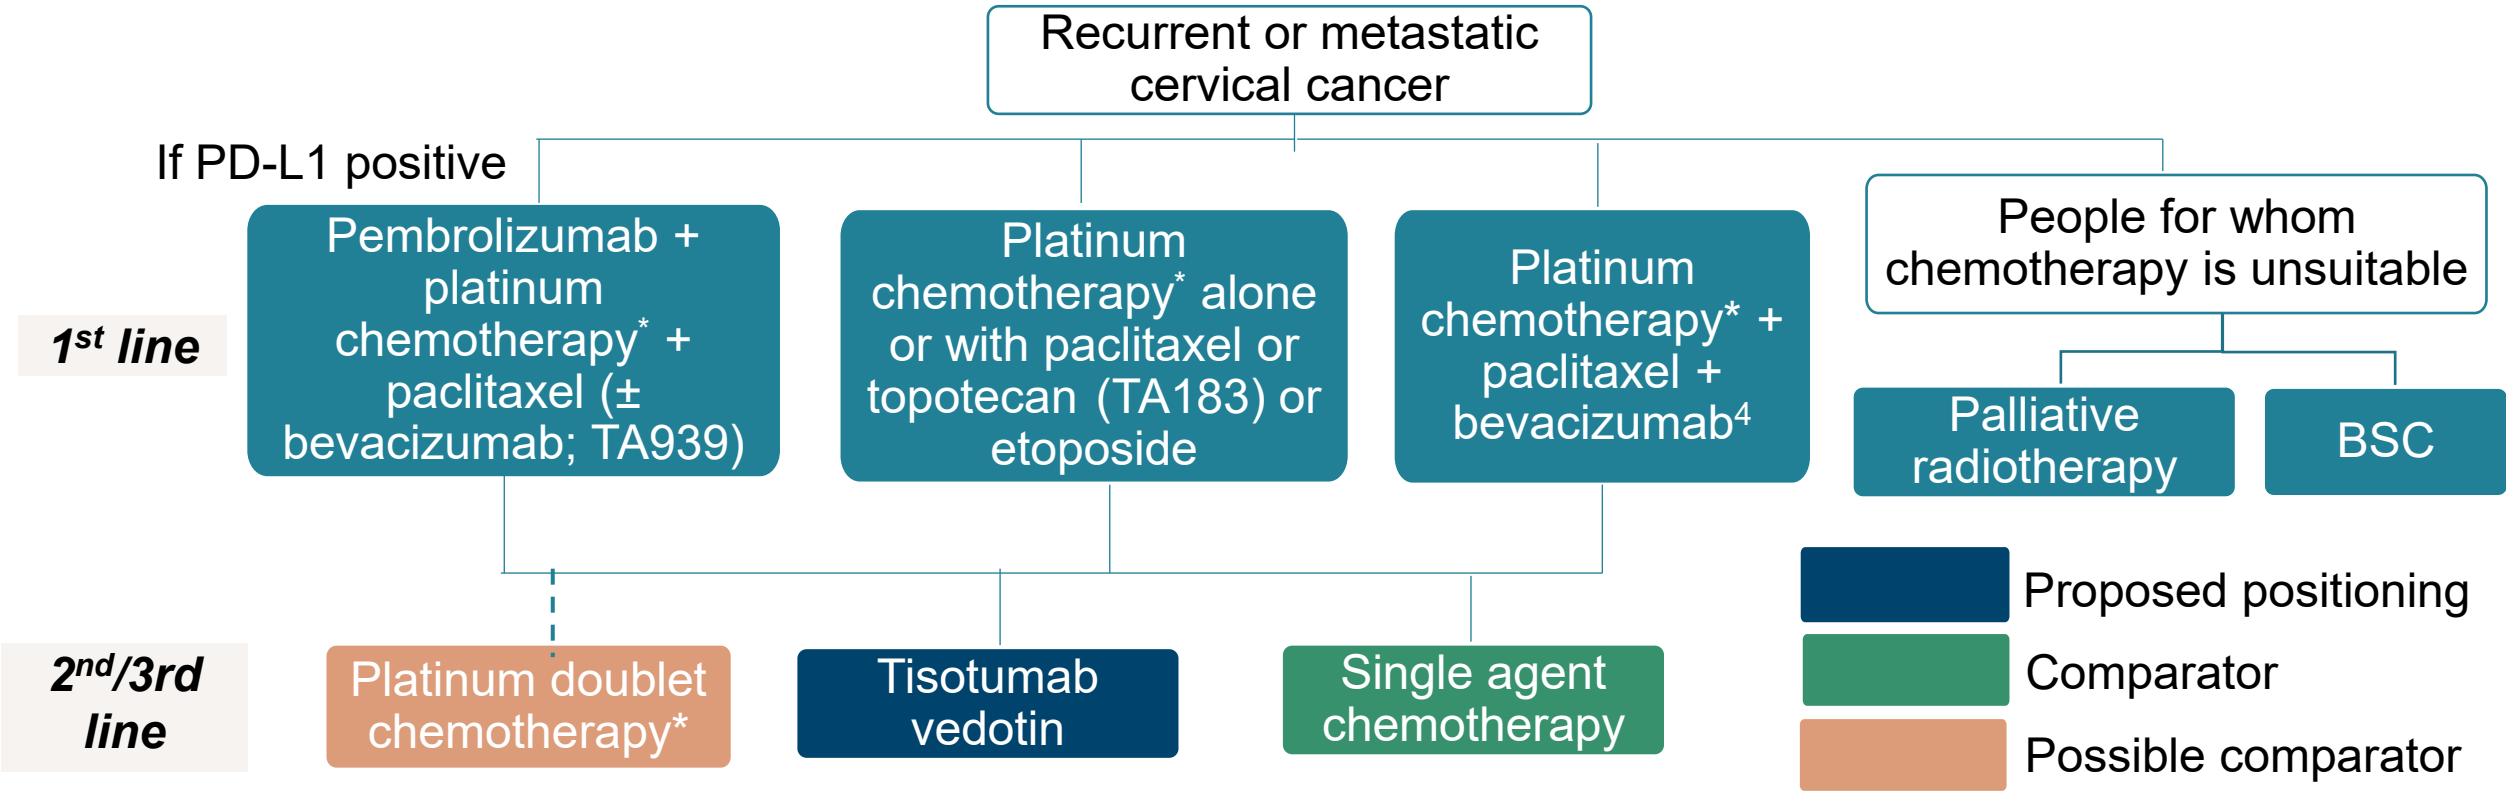 Recurrent or metastatic
cervical cancer
If PD-L1 positive
1st line
Pembrolizumab +
platinum
chemotherapy* +
paclitaxel (±
bevacizumab; TA939)
Platinum
chemotherapy* alone
or with paclitaxel or
topotecan (TA183) or
etoposide
Platinum
chemotherapy* +
paclitaxel +
bevacizumab4
People for whom
chemotherapy is unsuitable
Palliative
radiotherapy
BSC
2nd/3rd
line
Platinum doublet
chemotherapy*
Tisotumab
vedotin
Single agent
chemotherapy
Proposed positioning
Comparator
Possible comparator